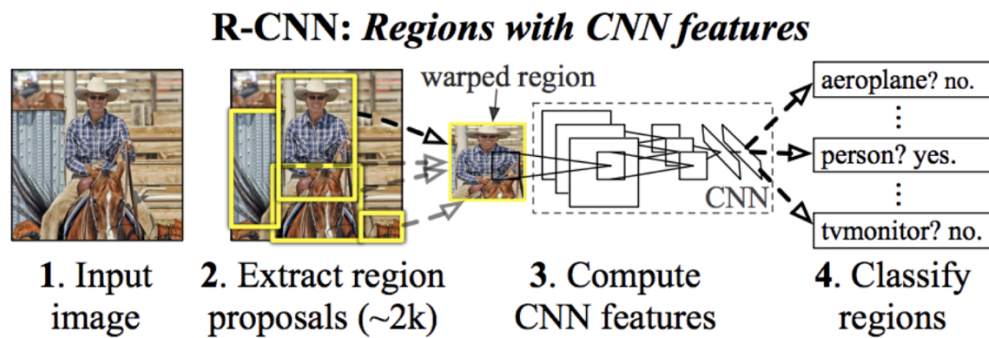 R-CNN: Regions with CNN features
warped region
aeroplane? no.
⋮
person? yes.
⋮
tvmonitor? no.
CNN
1. Input
image
2. Extract region
proposals (~2k)
3. Compute
CNN features
4. Classify
regions